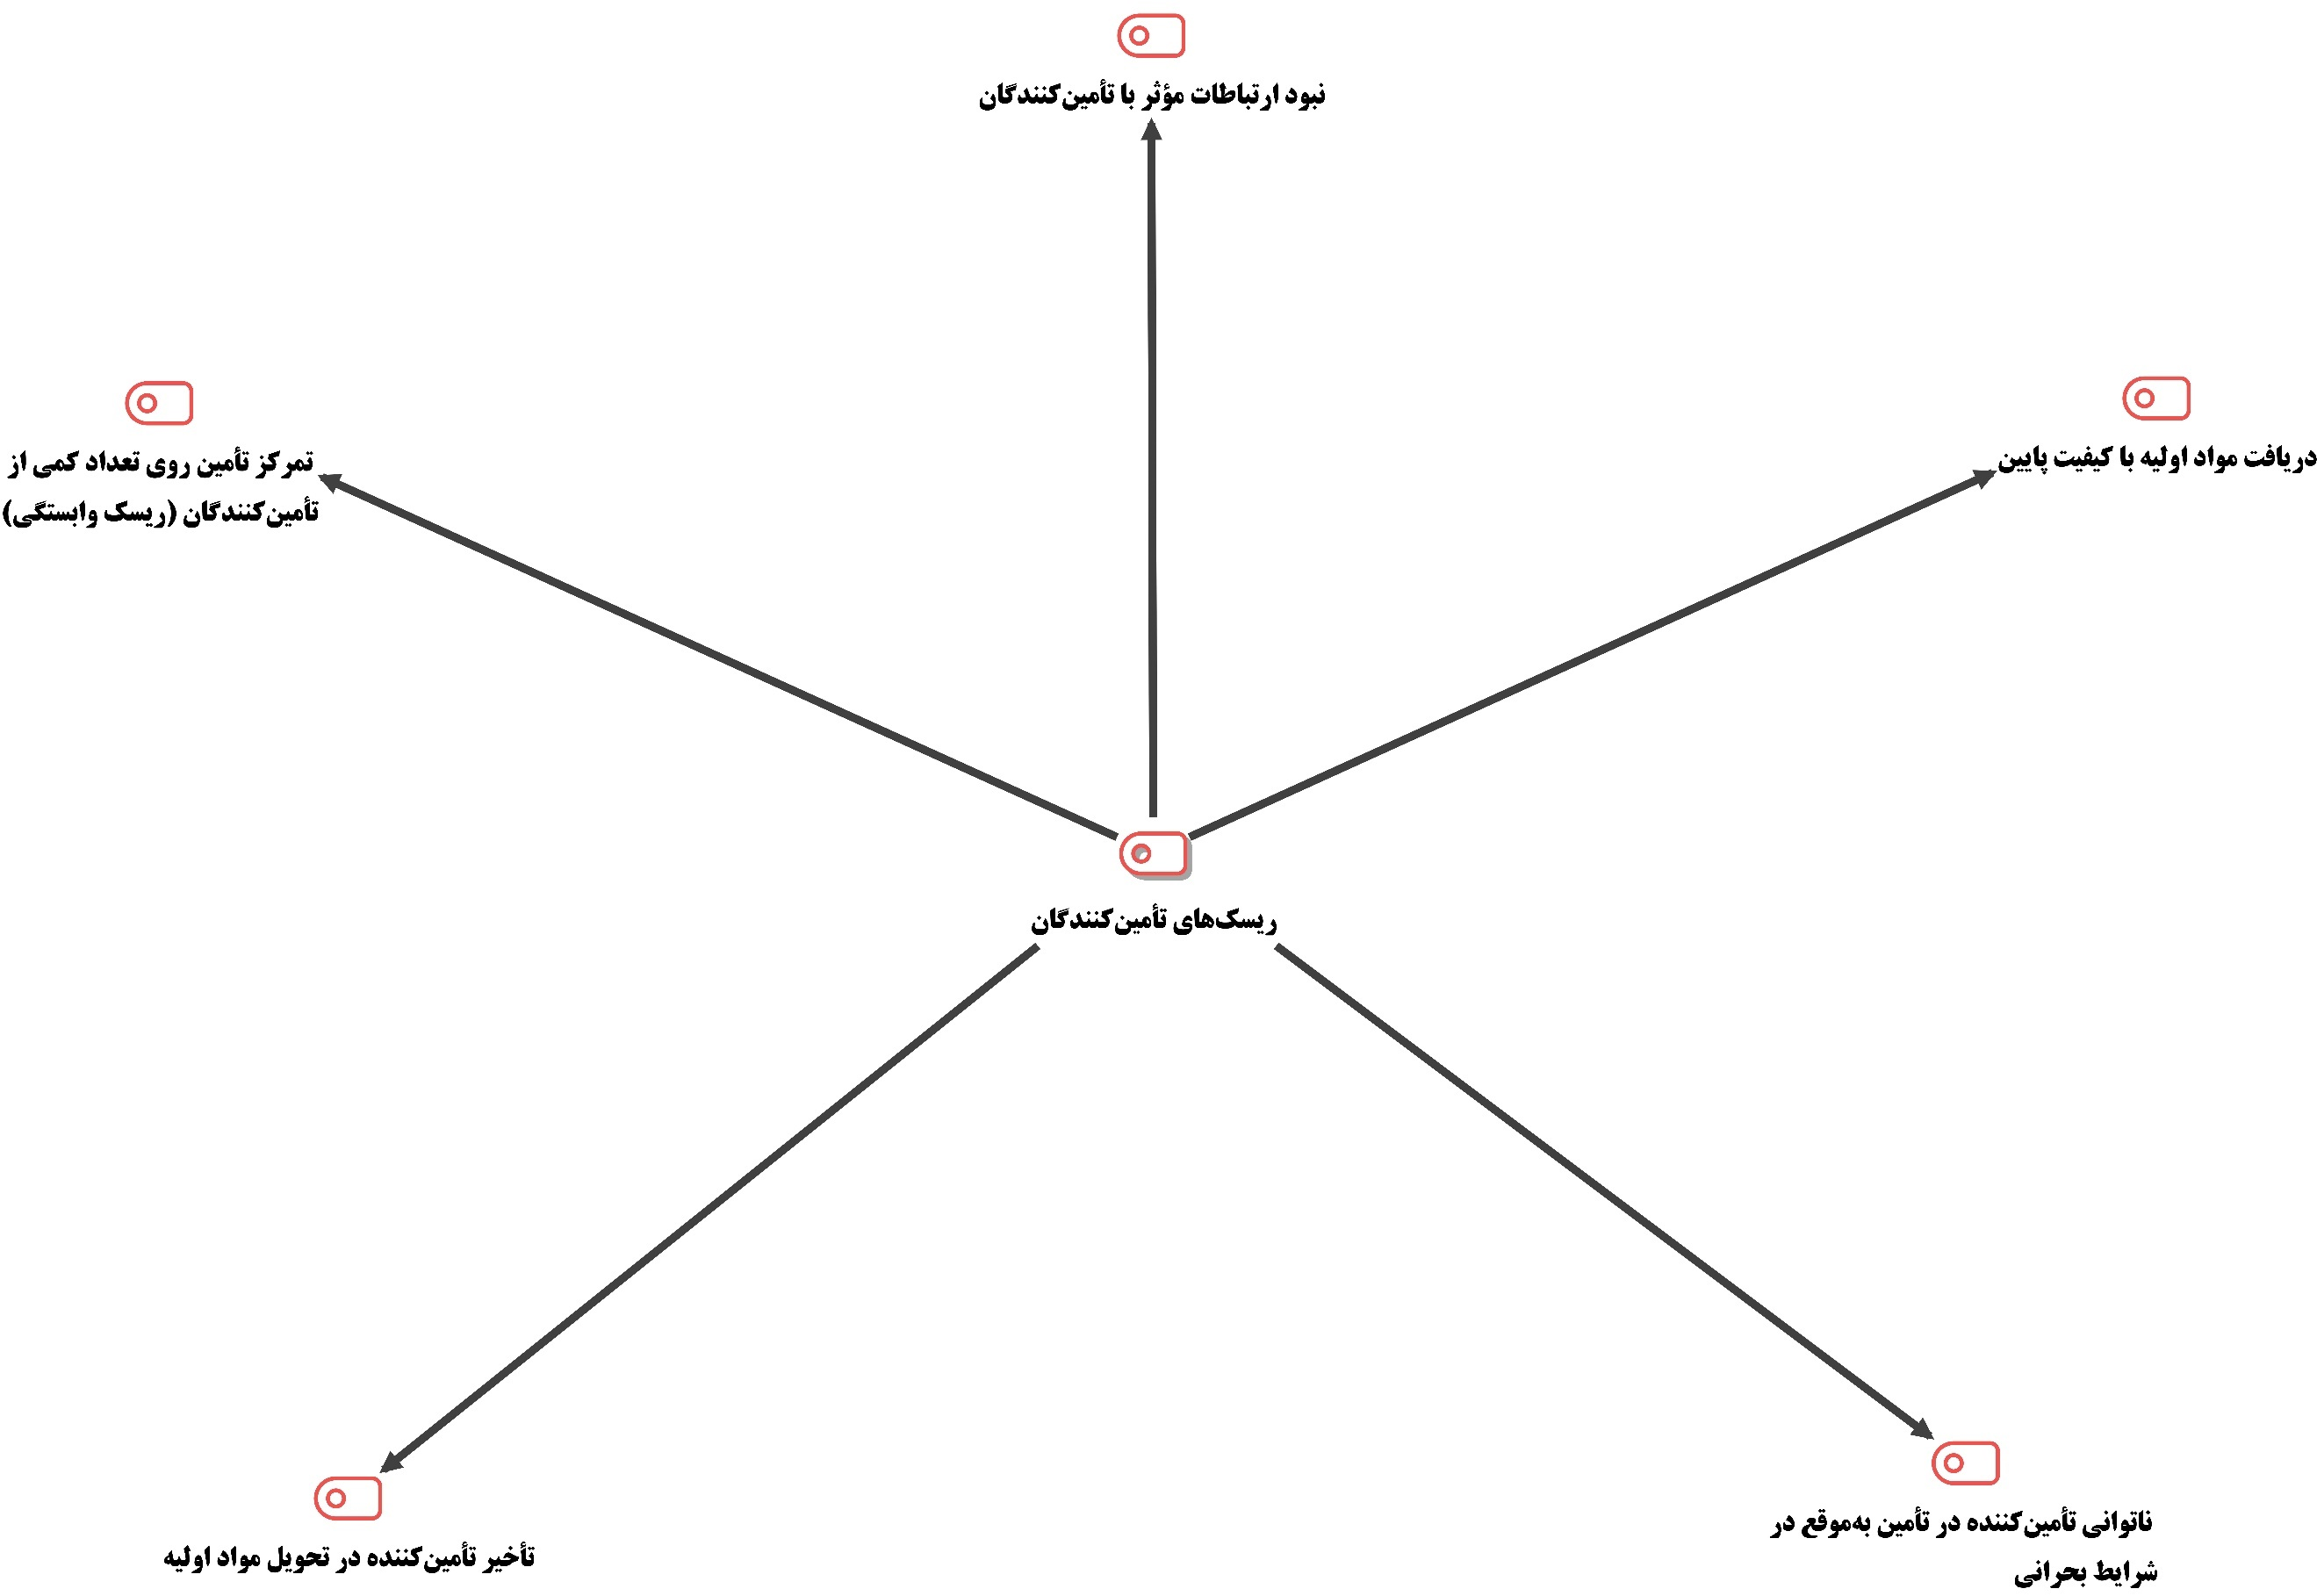 نبود ارتباطات مؤثر با تأمین‌کنندگان
دریافت مواد اولیه با کیفیت پایین
تمرکز تأمین روی تعداد کمی از
تأمین‌کنندگان (ریسک وابستگی)
ریسک‌های تأمین‌کنندگان
ناتوانی تأمین‌کننده در تأمین به‌موقع در
شرایط بحرانی
تأخیر تأمین‌کننده در تحویل مواد اولیه